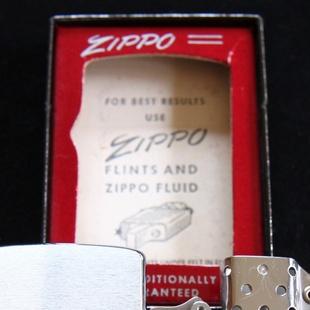 ZIPPO
FOR BEST RESULTS
USE
ZIPPO
FLINTS AND
ZIPPO FLUID